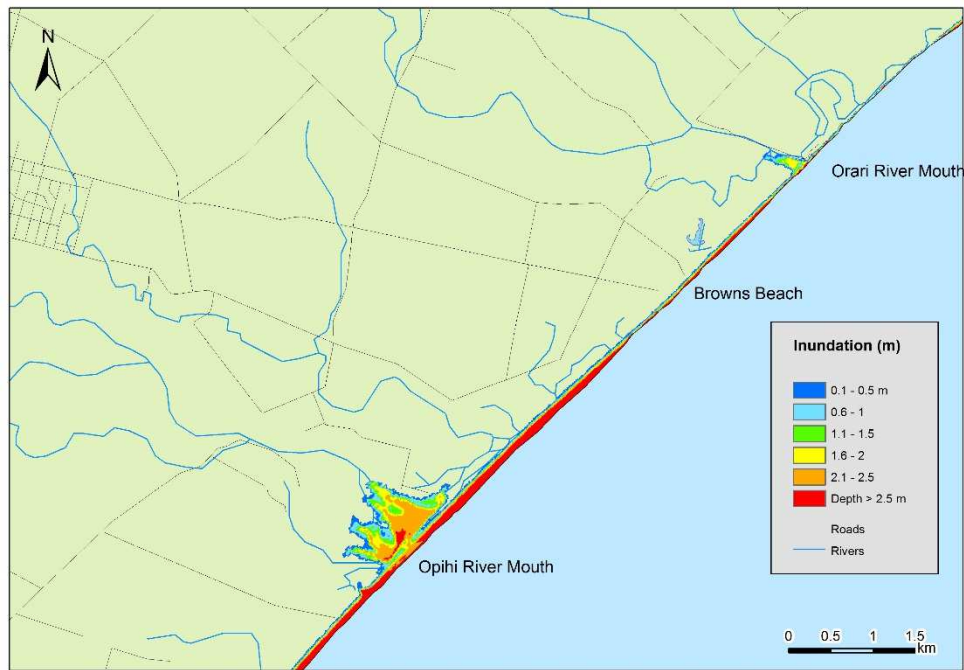 N
Orari River Mouth
Browns Beach
Opihi River Mouth
Inundation (m)
0.1 - 0.5 m
0.6 - 1
1.1 - 1.5
1.6 - 2
2.1 - 2.5
Depth > 2.5 m
Roads
Rivers
0 0.5 1 1.5
km